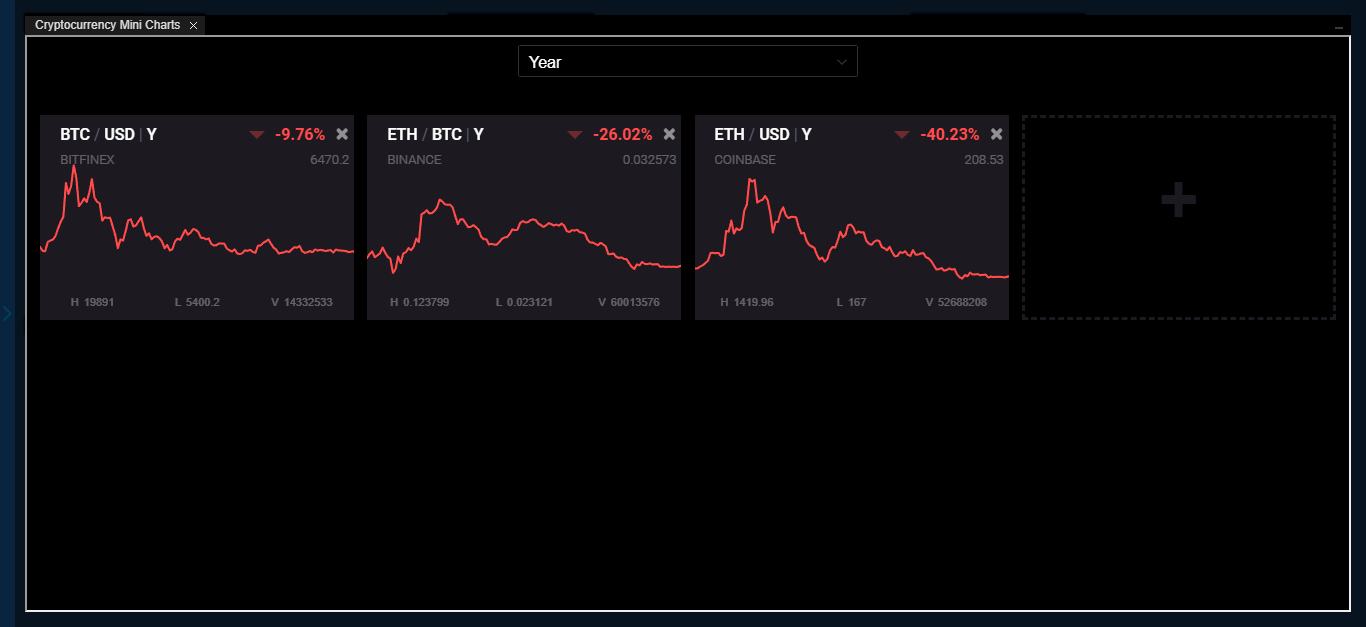 Cryptocurrency Mini Charts
Year
BTC / USD | Y -9.76%
BITFINEX 6470.2
H 19891 L 5400.2 V 14332533
ETH / BTC | Y -26.02%
BINANCE 0.032573
H 0.123799 L 0.023121 V 60013576
ETH / USD | Y -40.23%
COINBASE 208.53
H 1419.96 L 167 V 52688208